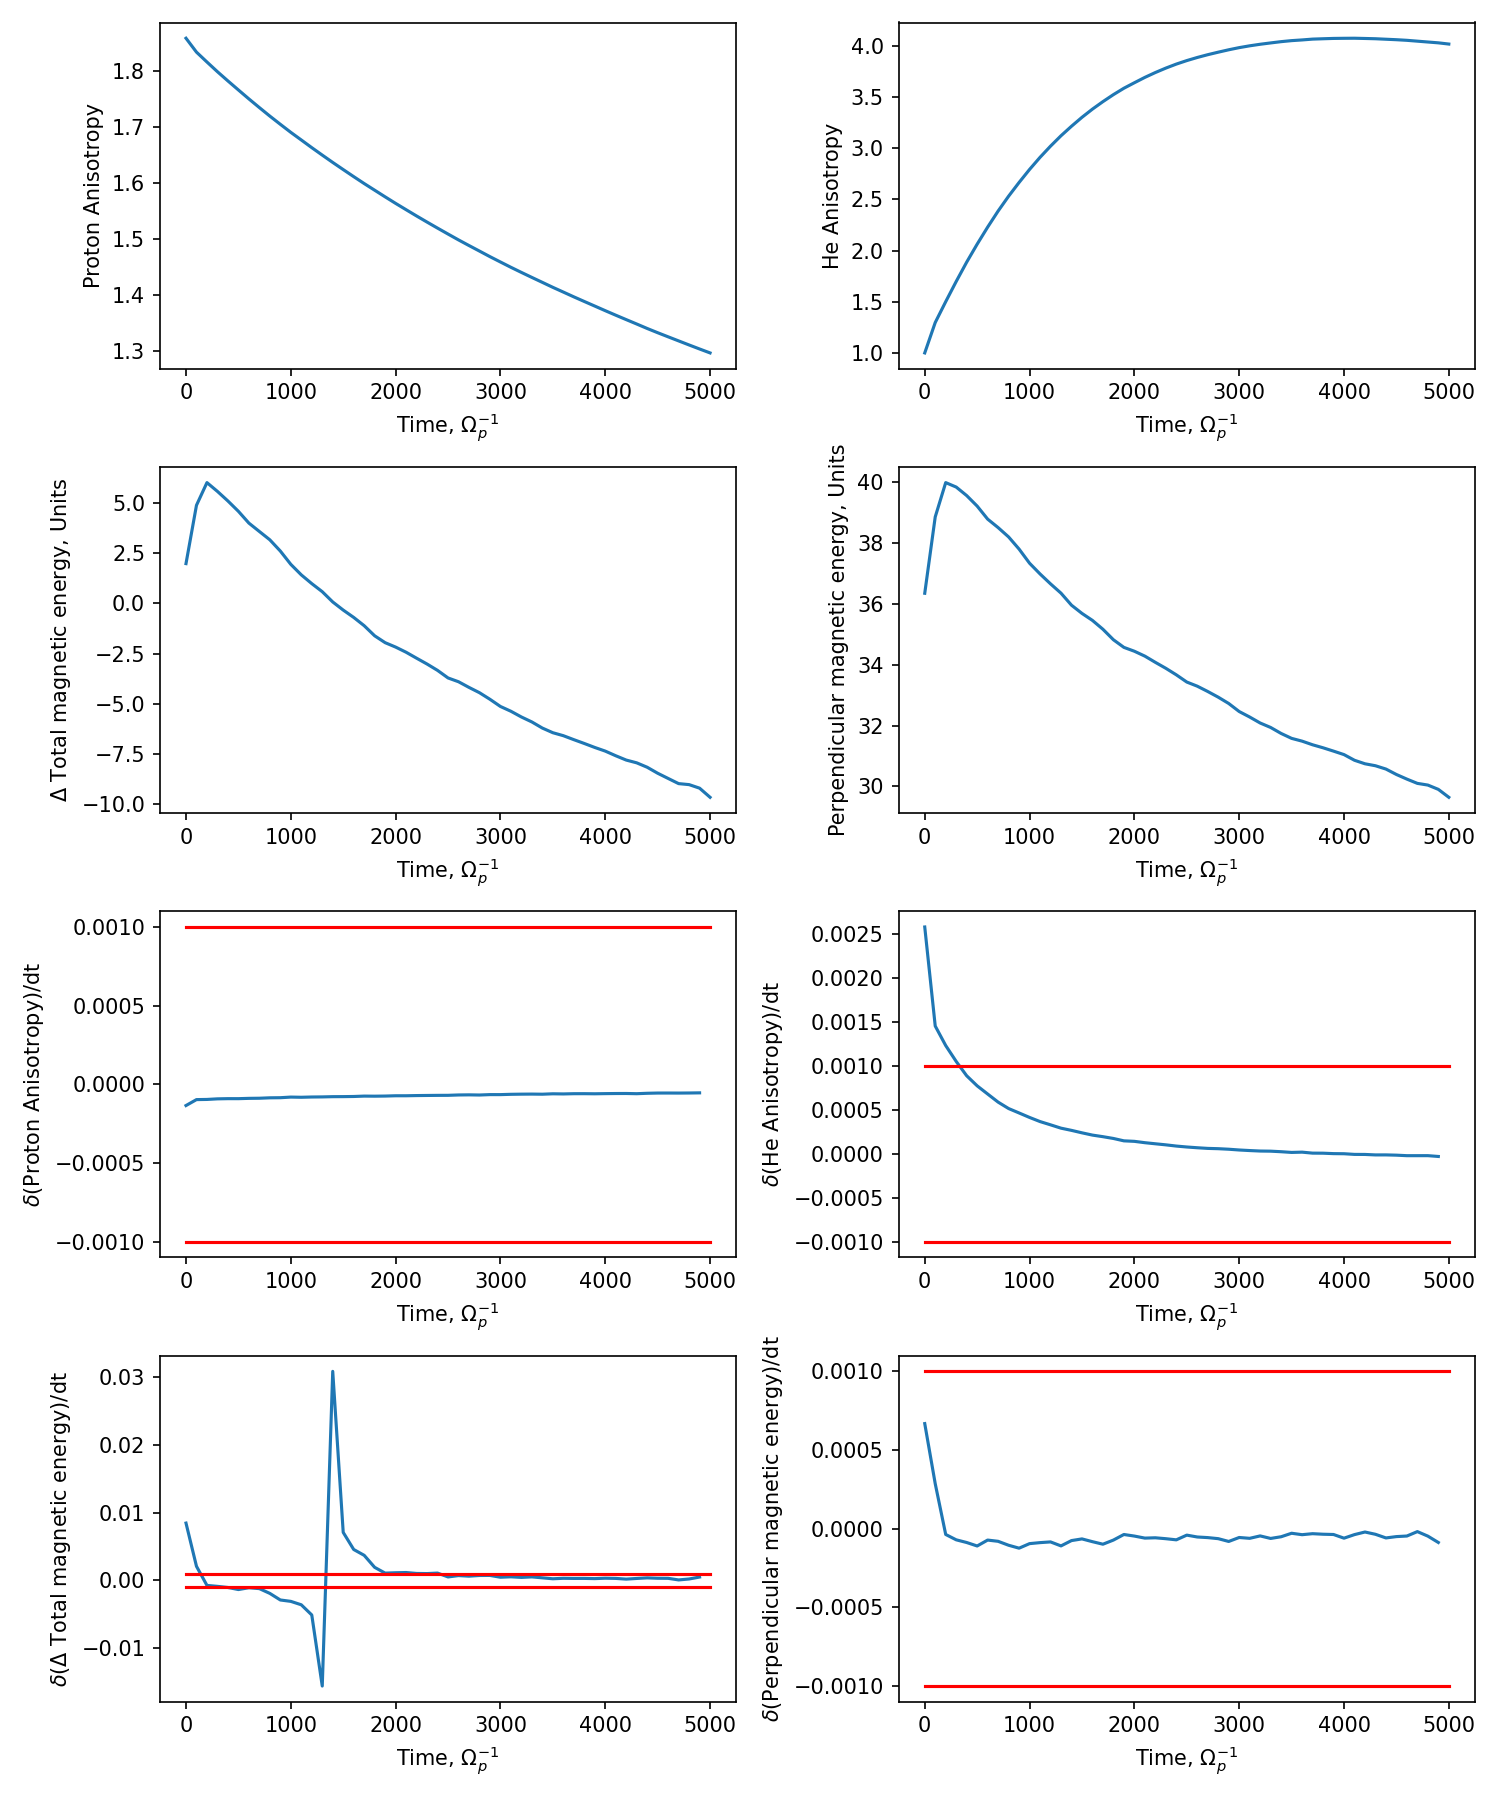 Proton Anisotropy
1.8
1.7
1.6
1.5
1.4
1.3
0 1000 2000 3000 4000 5000
Time, Ω_p^{-1}
He Anisotropy
4.0
3.5
3.0
2.5
2.0
1.5
1.0
0 1000 2000 3000 4000 5000
Time, Ω_p^{-1}
Δ Total magnetic energy, Units
5.0
2.5
0.0
−2.5
−5.0
−7.5
−10.0
0 1000 2000 3000 4000 5000
Time, Ω_p^{-1}
Perpendicular magnetic energy, Units
40
38
36
34
32
30
0 1000 2000 3000 4000 5000
Time, Ω_p^{-1}
δ(Proton Anisotropy)/dt
0.0010
0.0005
0.0000
−0.0005
−0.0010
0 1000 2000 3000 4000 5000
Time, Ω_p^{-1}
δ(He Anisotropy)/dt
0.0025
0.0020
0.0015
0.0010
0.0005
0.0000
−0.0005
−0.0010
0 1000 2000 3000 4000 5000
Time, Ω_p^{-1}
δ(Δ Total magnetic energy)/dt
0.03
0.02
0.01
0.00
−0.01
0 1000 2000 3000 4000 5000
Time, Ω_p^{-1}
δ(Perpendicular magnetic energy)/dt
0.0010
0.0005
0.0000
−0.0005
−0.0010
0 1000 2000 3000 4000 5000
Time, Ω_p^{-1}